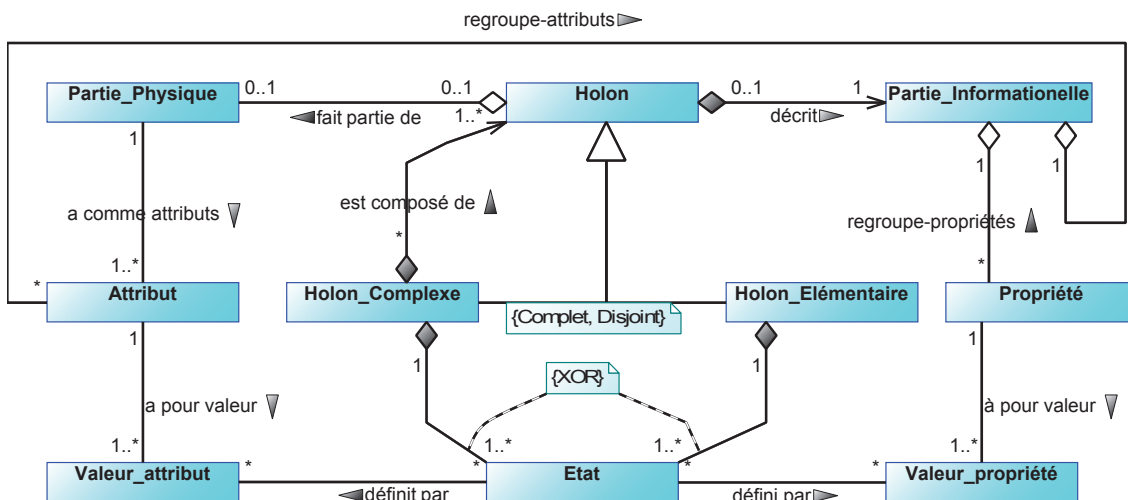 regroupe-attributs
Partie_Physique
0..1
0..1
Holon
0..1
1
Partie_Informationelle
fait partie de
1..*
décrit
1
1
1
est composé de
a comme attributs
regroupe-propriétés
*
1..*
*
*
Attribut
Holon_Complexe
Holon_Elémentaire
Propriété
{Complet, Disjoint}
1
1
1
1
{XOR}
a pour valeur
à pour valeur
1..*
1..*
1..*
1..*
Valeur_attribut
*
*
Etat
*
*
Valeur_propriété
définit par
défini par